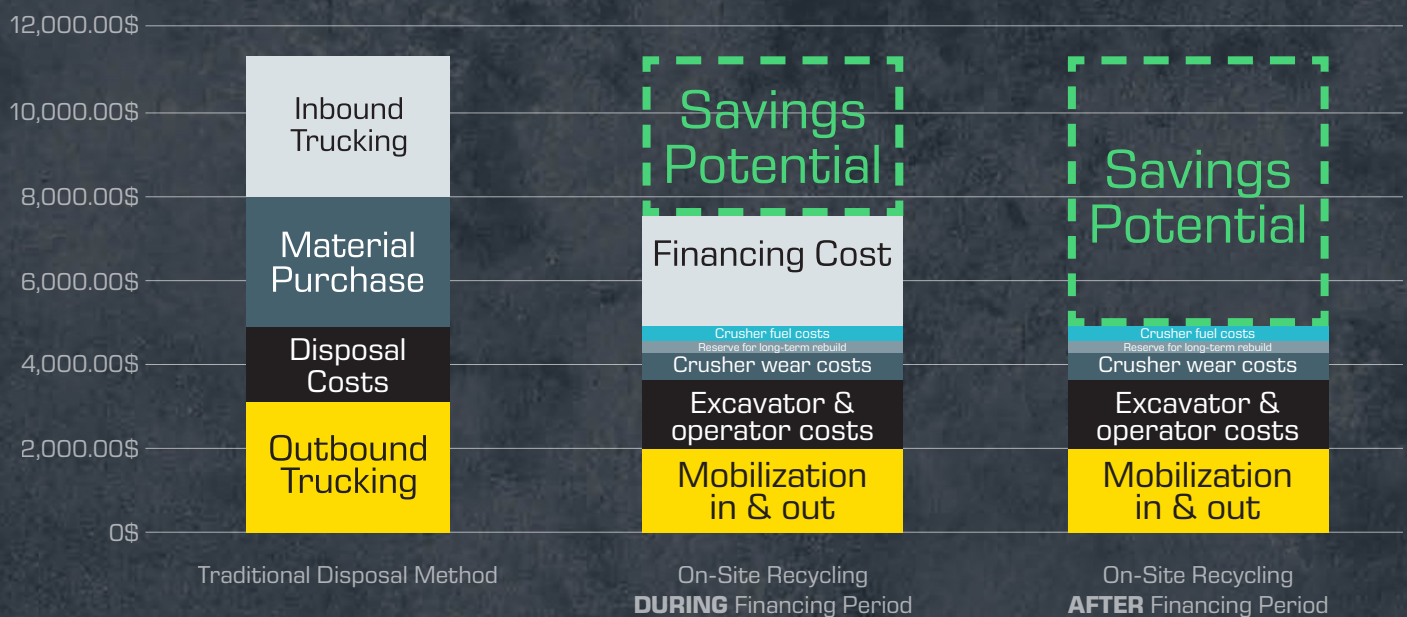 12,000.00$
10,000.00$
8,000.00$
6,000.00$
4,000.00$
2,000.00$
0$
Inbound
Trucking
Material
Purchase
Disposal
Costs
Outbound
Trucking
Traditional Disposal Method
Savings
Potential
Financing Cost
Crusher fuel costs
Reserve for long-term rebuild
Crusher wear costs
Excavator &
operator costs
Mobilization
in & out
On-Site Recycling
DURING Financing Period
Savings
Potential
Crusher fuel costs
Reserve for long-term rebuild
Crusher wear costs
Excavator &
operator costs
Mobilization
in & out
On-Site Recycling
AFTER Financing Period